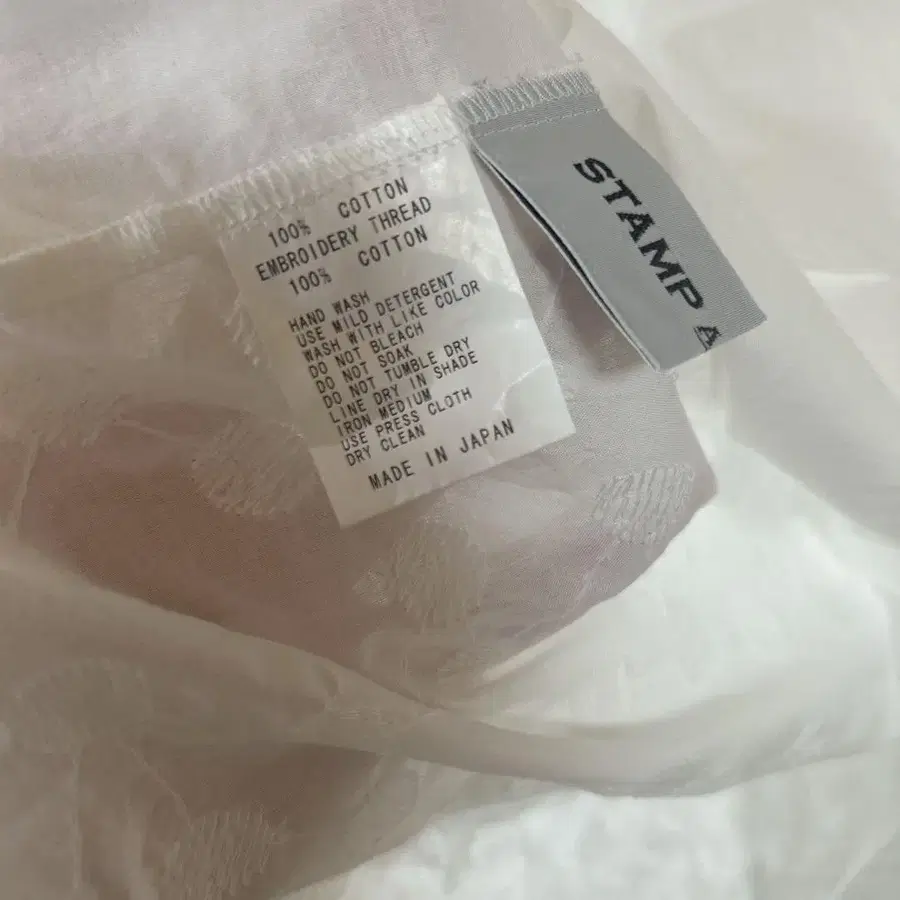 100% COTTON
EMBROIDERY THREAD
100% COTTON
HAND WASH
USE MILD DETERGENT
WASH WITH LIKE COLOR
DO NOT BLEACH
DO NOT SOAK
DO NOT TUMBLE DRY
LINE DRY IN SHADE
IRON MEDIUM
USE PRESS CLOTH
DRY CLEAN
MADE IN JAPAN
STAMP A